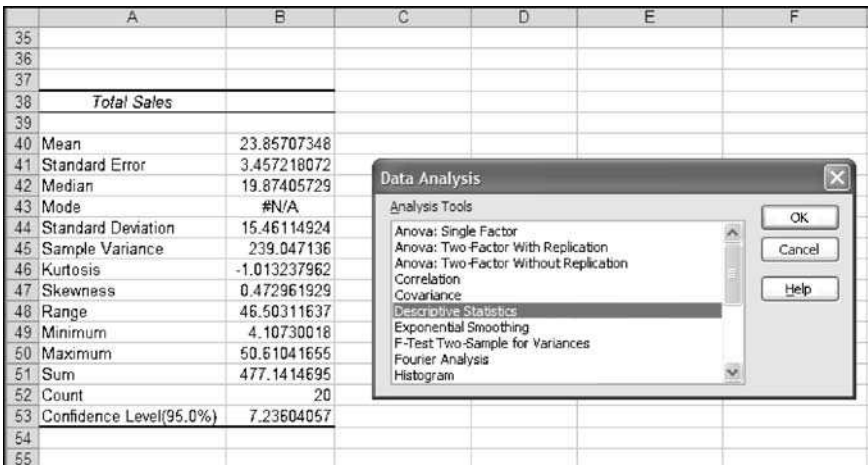 A B C D E F
35
36
37
38 Total Sales
39
40 Mean 23.85707348
41 Standard Error 3.457218072
42 Median 19.87405729
43 Mode #N/A
44 Standard Deviation 15.46114924
45 Sample Variance 239.047136
46 Kurtosis -1.013237962
47 Skewness 0.472961929
48 Range 46.50311637
49 Minimum 4.10730018
50 Maximum 50.61041655
51 Sum 477.1414695
52 Count 20
53 Confidence Level(95.0%) 7.23604057
54
55
Data Analysis
Analysis Tools
Anova: Single Factor
Anova: Two-Factor With Replication
Anova: Two-Factor Without Replication
Correlation
Covariance
Descriptive Statistics
Exponential Smoothing
F-Test Two-Sample for Variances
Fourier Analysis
Histogram
OK
Cancel
Help